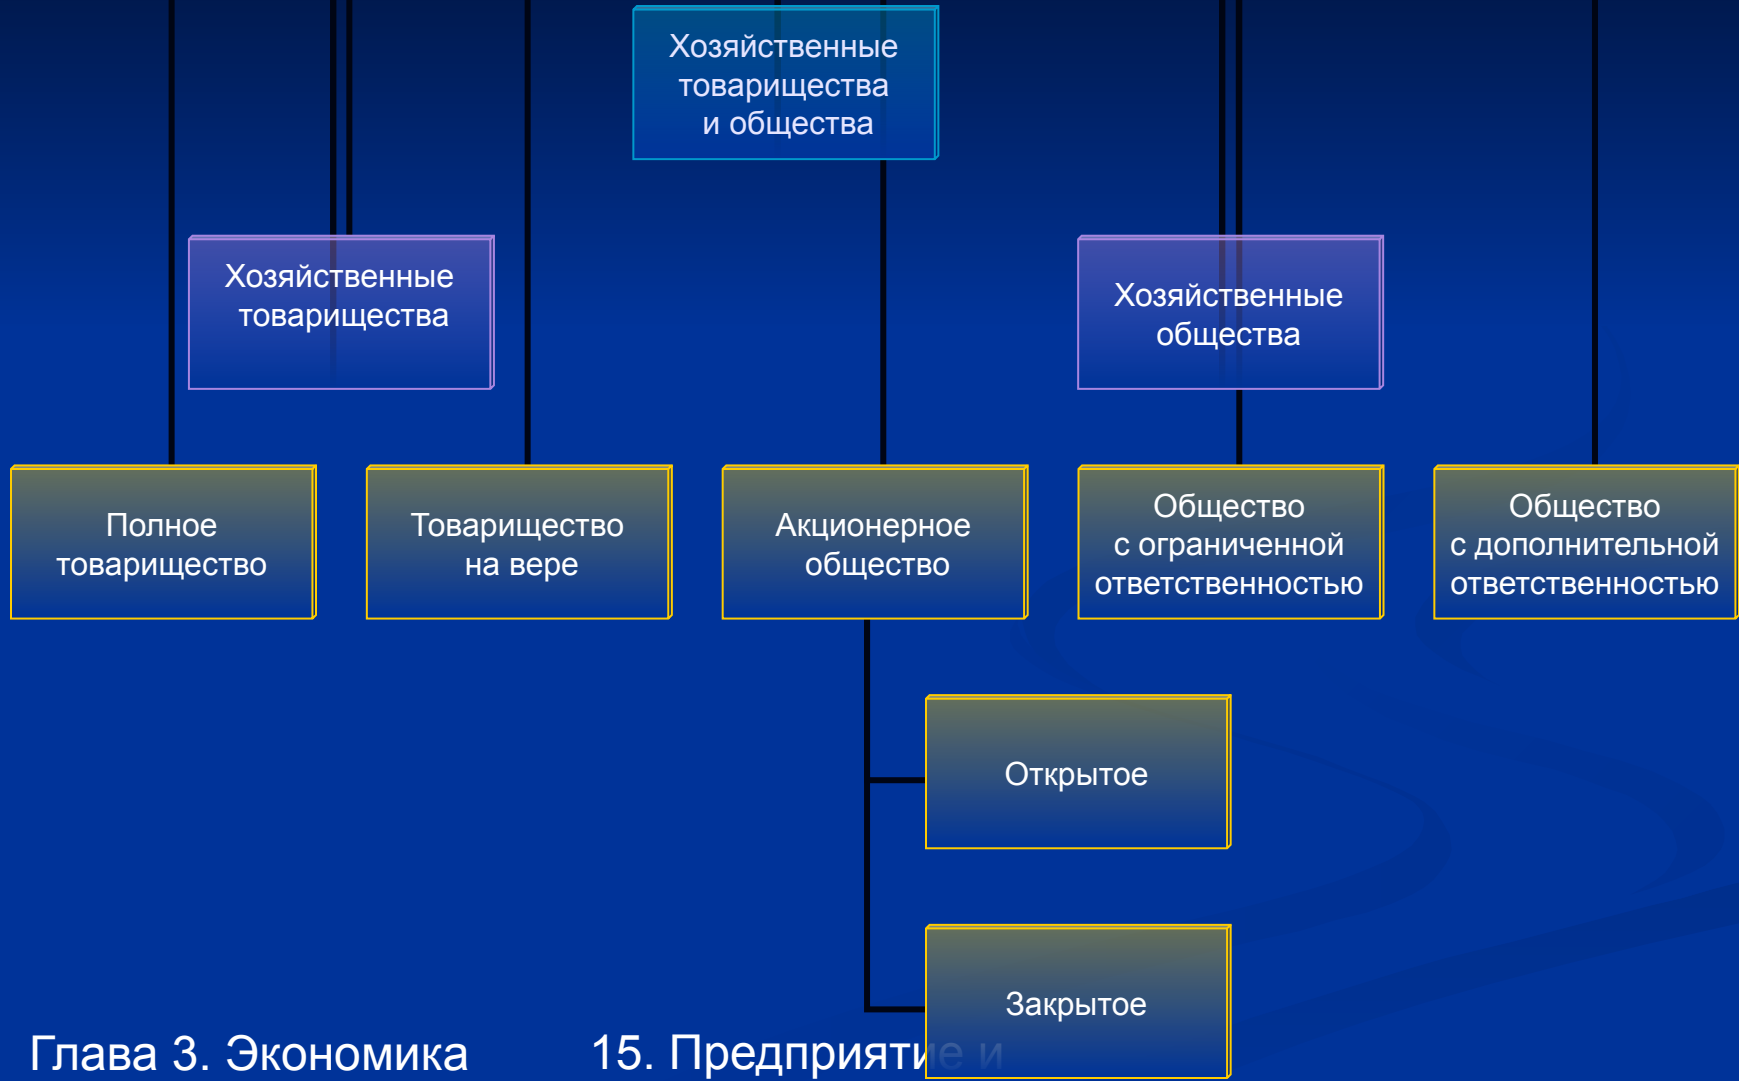 Хозяйственные
товарищества
и общества
Хозяйственные
товарищества
Хозяйственные
общества
Полное
товарищество
Товарищество
на вере
Акционерное
общество
Общество
с ограниченной
ответственностью
Общество
с дополнительной
ответственностью
Открытое
Закрытое
Глава 3. Экономика
15. Предприятие и